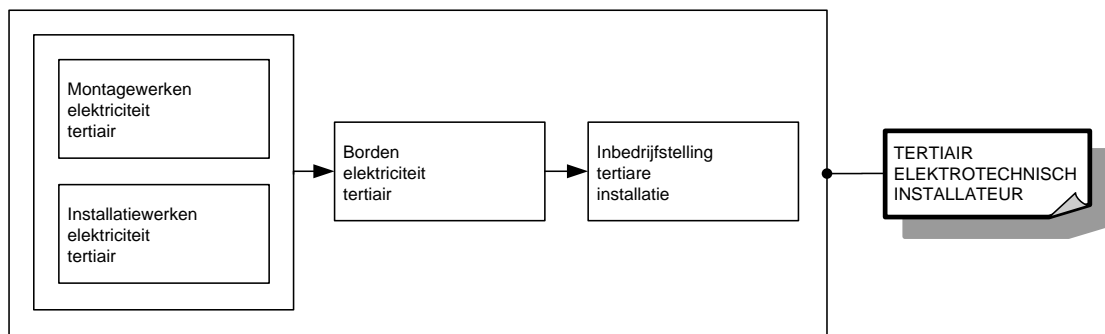 Montagewerken
elektriciteit
tertiair
Installatiewerken
elektriciteit
tertiair
Borden
elektriciteit
tertiair
Inbedrijfstelling
tertiare
installatie
TERTIAIR
ELEKTROTECHNISCH
INSTALLATEUR